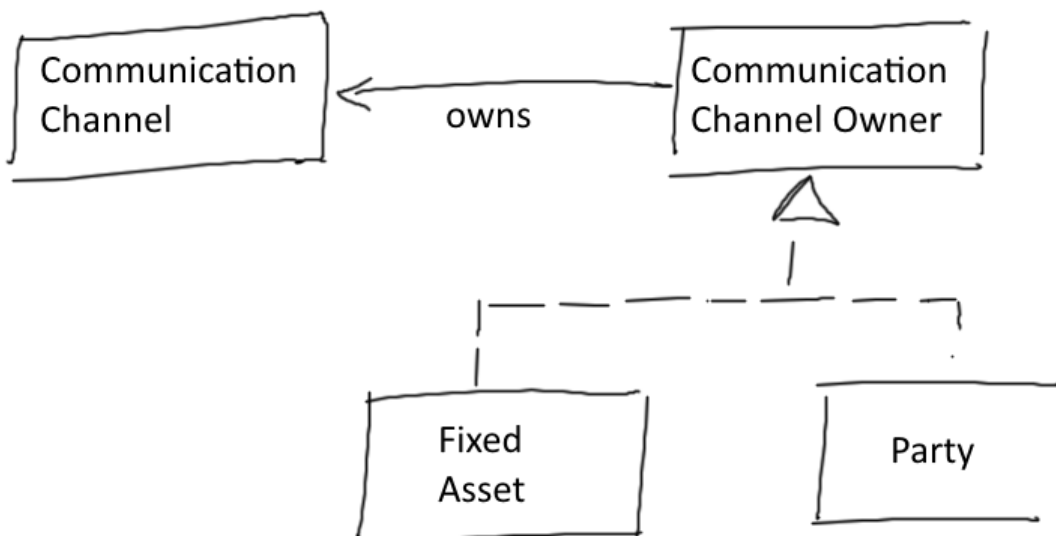 Communication
Channel
owns
Communication
Channel Owner
Fixed
Asset
Party